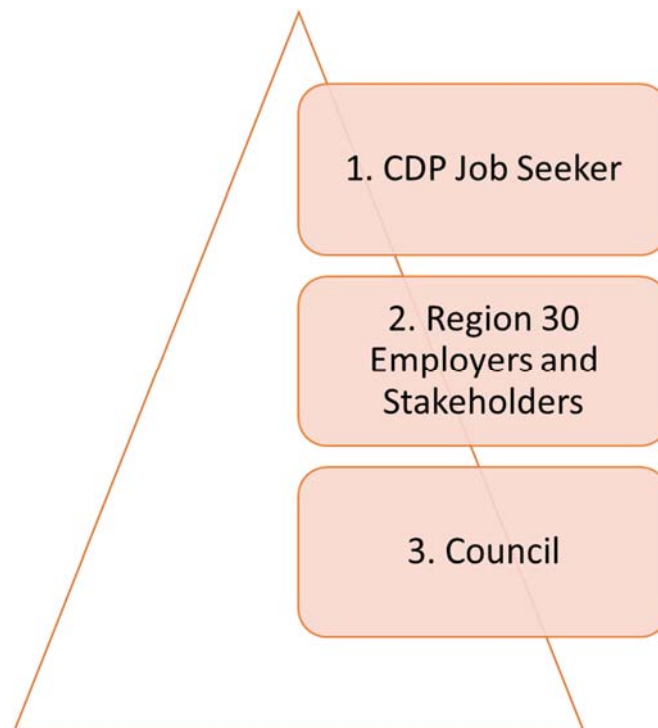 1. CDP Job Seeker
2. Region 30
Employers and
Stakeholders
3. Council